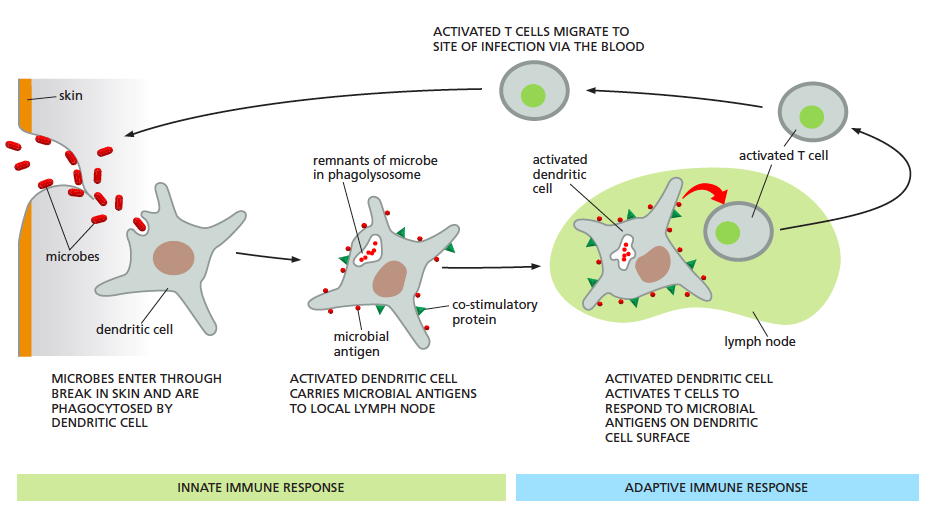 ACTIVATED T CELLS MIGRATE TO
SITE OF INFECTION VIA THE BLOOD
skin
remnants of microbe
in phagolysosome
activated
dendritic
cell
activated T cell
microbes
dendritic cell
co-stimulatory
protein
microbial
antigen
lymph node
MICROBES ENTER THROUGH
BREAK IN SKIN AND ARE
PHAGOCYTOSED BY
DENDRITIC CELL
ACTIVATED DENDRITIC CELL
CARRIES MICROBIAL ANTIGENS
TO LOCAL LYMPH NODE
ACTIVATED DENDRITIC CELL
ACTIVATES T CELLS TO
RESPOND TO MICROBIAL
ANTIGENS ON DENDRITIC
CELL SURFACE
INNATE IMMUNE RESPONSE
ADAPTIVE IMMUNE RESPONSE